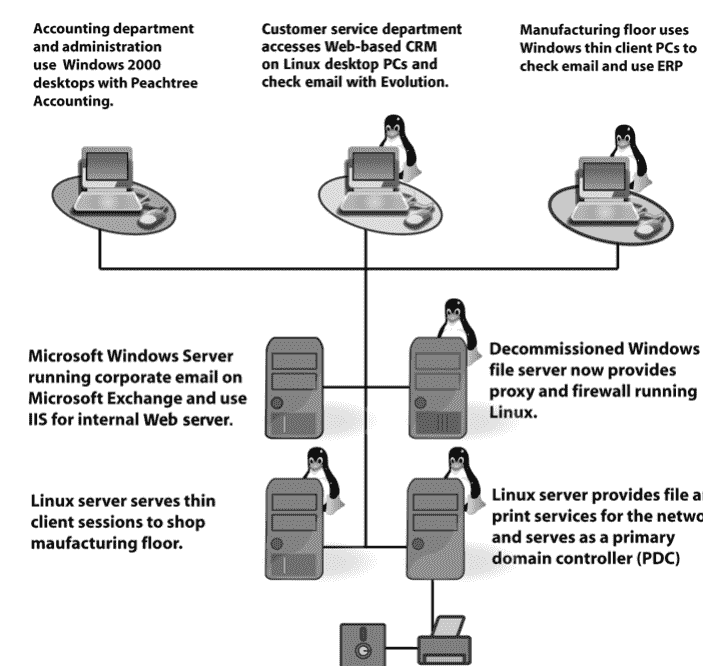 Accounting department
and administration
use Windows 2000
desktops with Peachtree
Accounting.
Customer service department
accesses Web-based CRM
on Linux desktop PCs and
check email with Evolution.
Manufacturing floor uses
Windows thin client PCs to
check email and use ERP
Microsoft Windows Server
running corporate email on
Microsoft Exchange and use
IIS for internal Web server.
Decommissioned Windows
file server now provides
proxy and firewall running
Linux.
Linux server serves thin
client sessions to shop
maufacturing floor.
Linux server provides file
print services for the
and serves as a primary
domain controller (PDC)